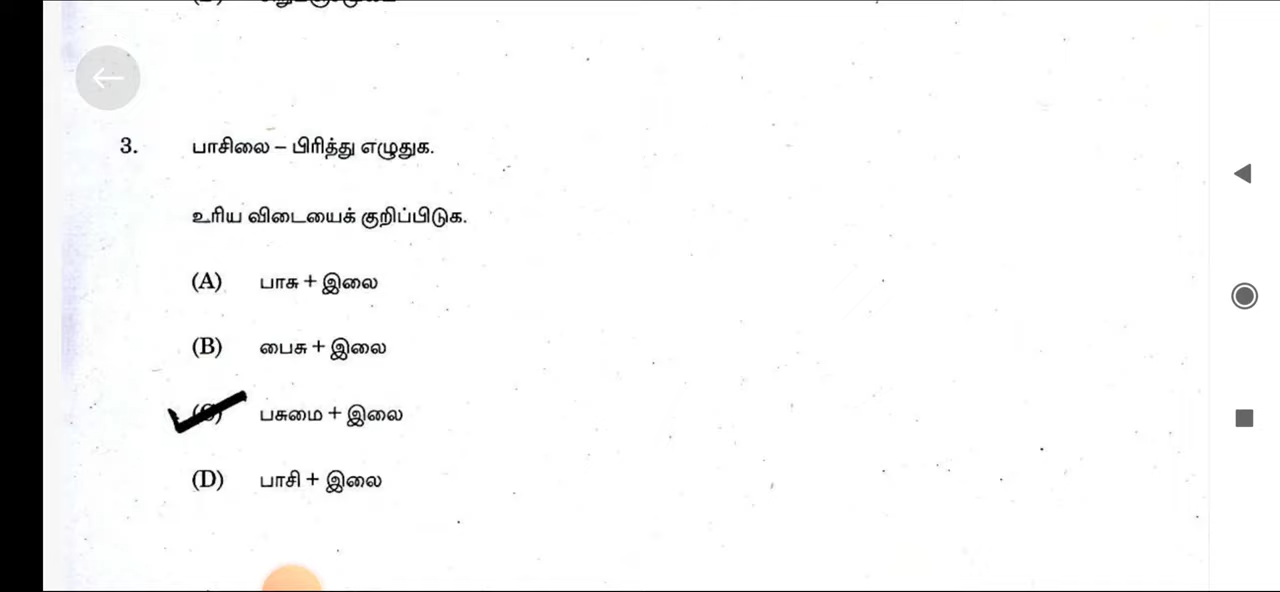 3. பாசிலை – பிரித்து எழுதுக.
உரிய விடையைக் குறிப்பிடுக.
(A) பாசு + இலை
(B) பைசு + இலை
(C) பசுமை + இலை
(D) பாசி + இலை